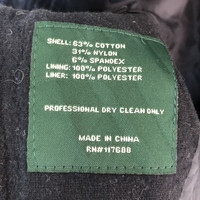 SHELL: 63% COTTON
31% NYLON
6% SPANDEX
LINING: 100% POLYESTER
LINER: 100% POLYESTER
PROFESSIONAL DRY CLEAN ONLY
MADE IN CHINA
RN#117688